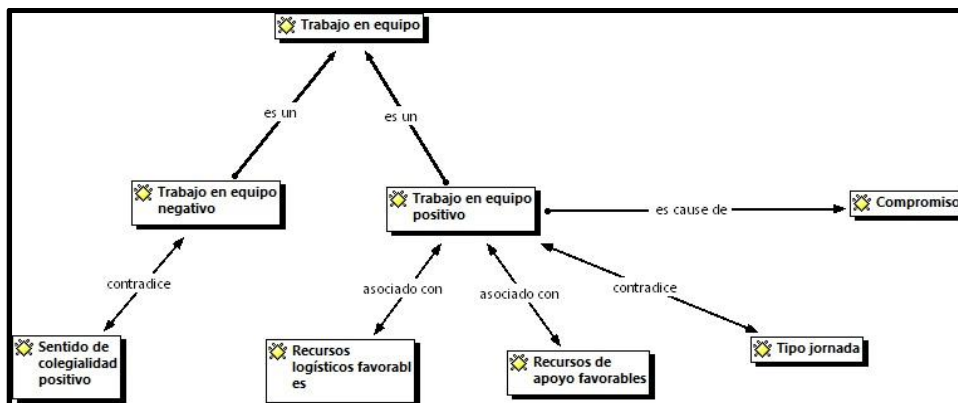 Trabajo en equipo
es un
es un
Trabajo en equipo
negativo
Trabajo en equipo
positivo
es cause de
Compromiso
contradice
asociado con
asociado con
contradice
Sentido de
colegialidad
positivo
Recursos
logísticos favorabl
es
Recursos de
apoyo favorables
Tipo jornada